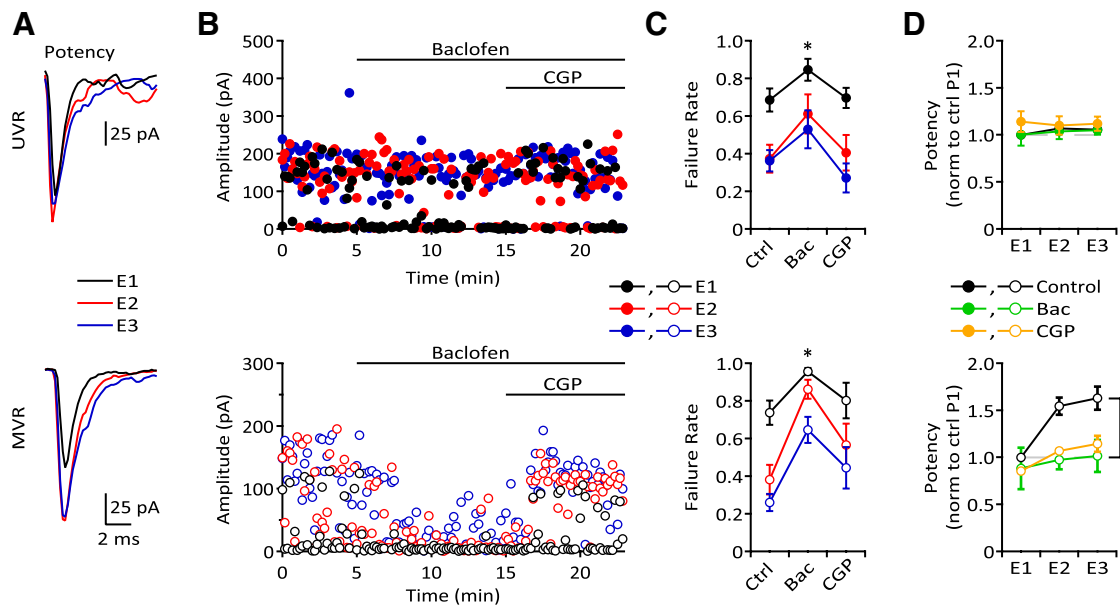 A
Potency
UVR
25 pA
E1
E2
E3
MVR
25 pA
2 ms
B
500
400
300
200
100
0
Amplitude (pA)
Baclofen
CGP
0
5
10
15
20
Time (min)
300
200
100
0
Amplitude (pA)
Baclofen
CGP
0
5
10
15
20
Time (min)
C
1.0
0.8
0.6
0.4
0.2
0
Failure Rate
*
Ctrl
Bac
CGP
, E1
, E2
, E3
1.0
0.8
0.6
0.4
0.2
0
Failure Rate
*
Ctrl
Bac
CGP
D
2.0
1.5
1.0
0.5
0
Potency
(norm to ctrl P1)
E1
E2
E3
, Control
, Bac
, CGP
2.0
1.5
1.0
0.5
0
Potency
(norm to ctrl P1)
E1
E2
E3